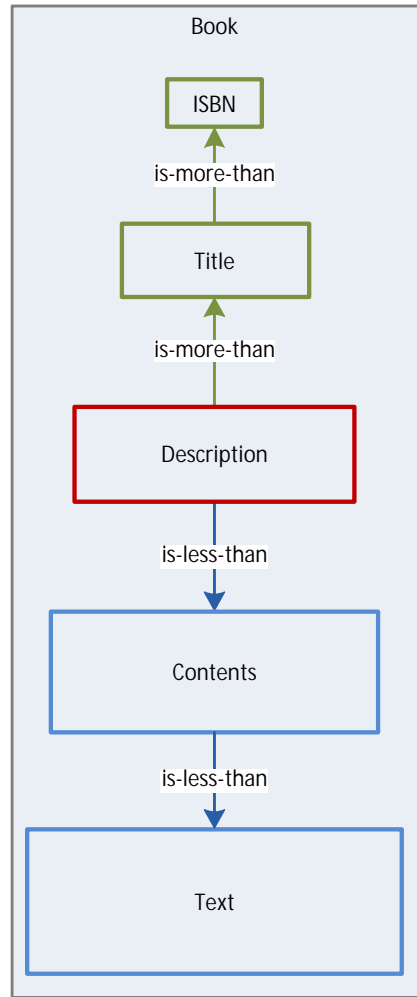 Book
ISBN
is-more-than
Title
is-more-than
Description
is-less-than
Contents
is-less-than
Text